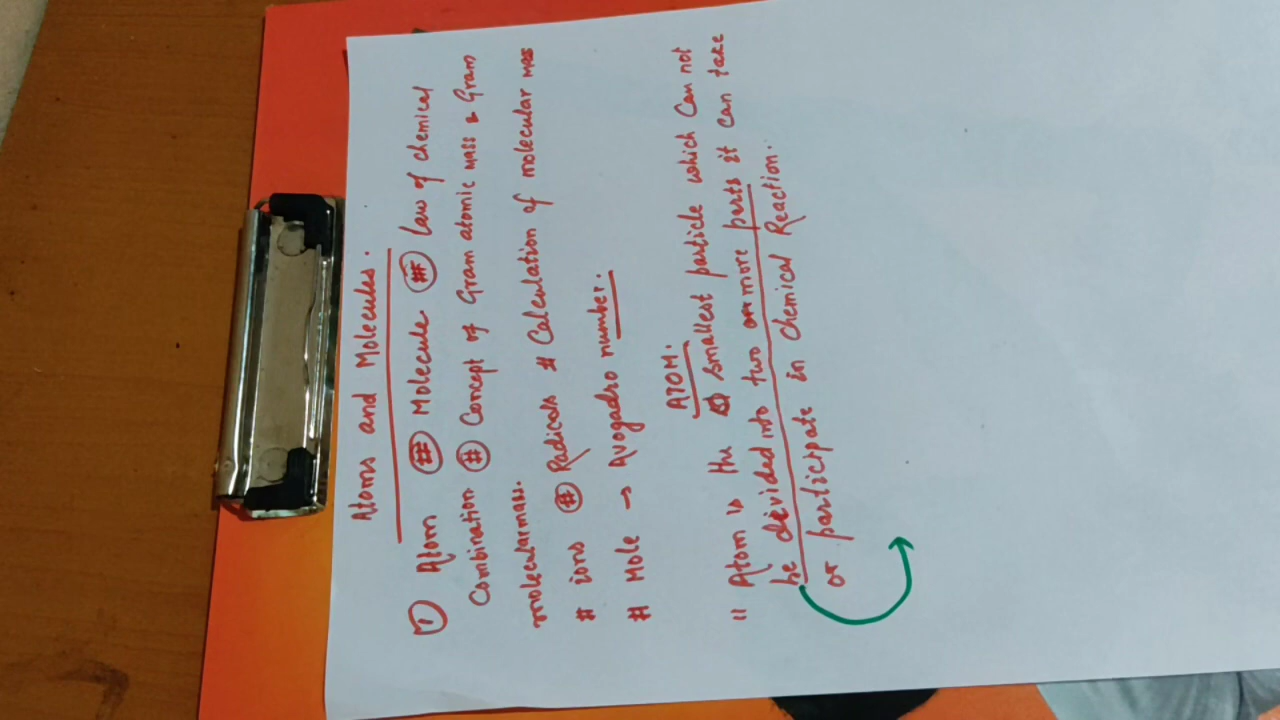 Atoms and Molecules.
① Atom # Molecule # Law of chemical
Combination # Concept of Gram atomic mass & Gram
molecularmass.
# ions # Radicals # Calculation of molecular mass
# Mole → Avogadro number.
ATOM.
" Atom is the smallest particle which Can not
be divided into two or more parts it can take
or participate in chemical Reaction.